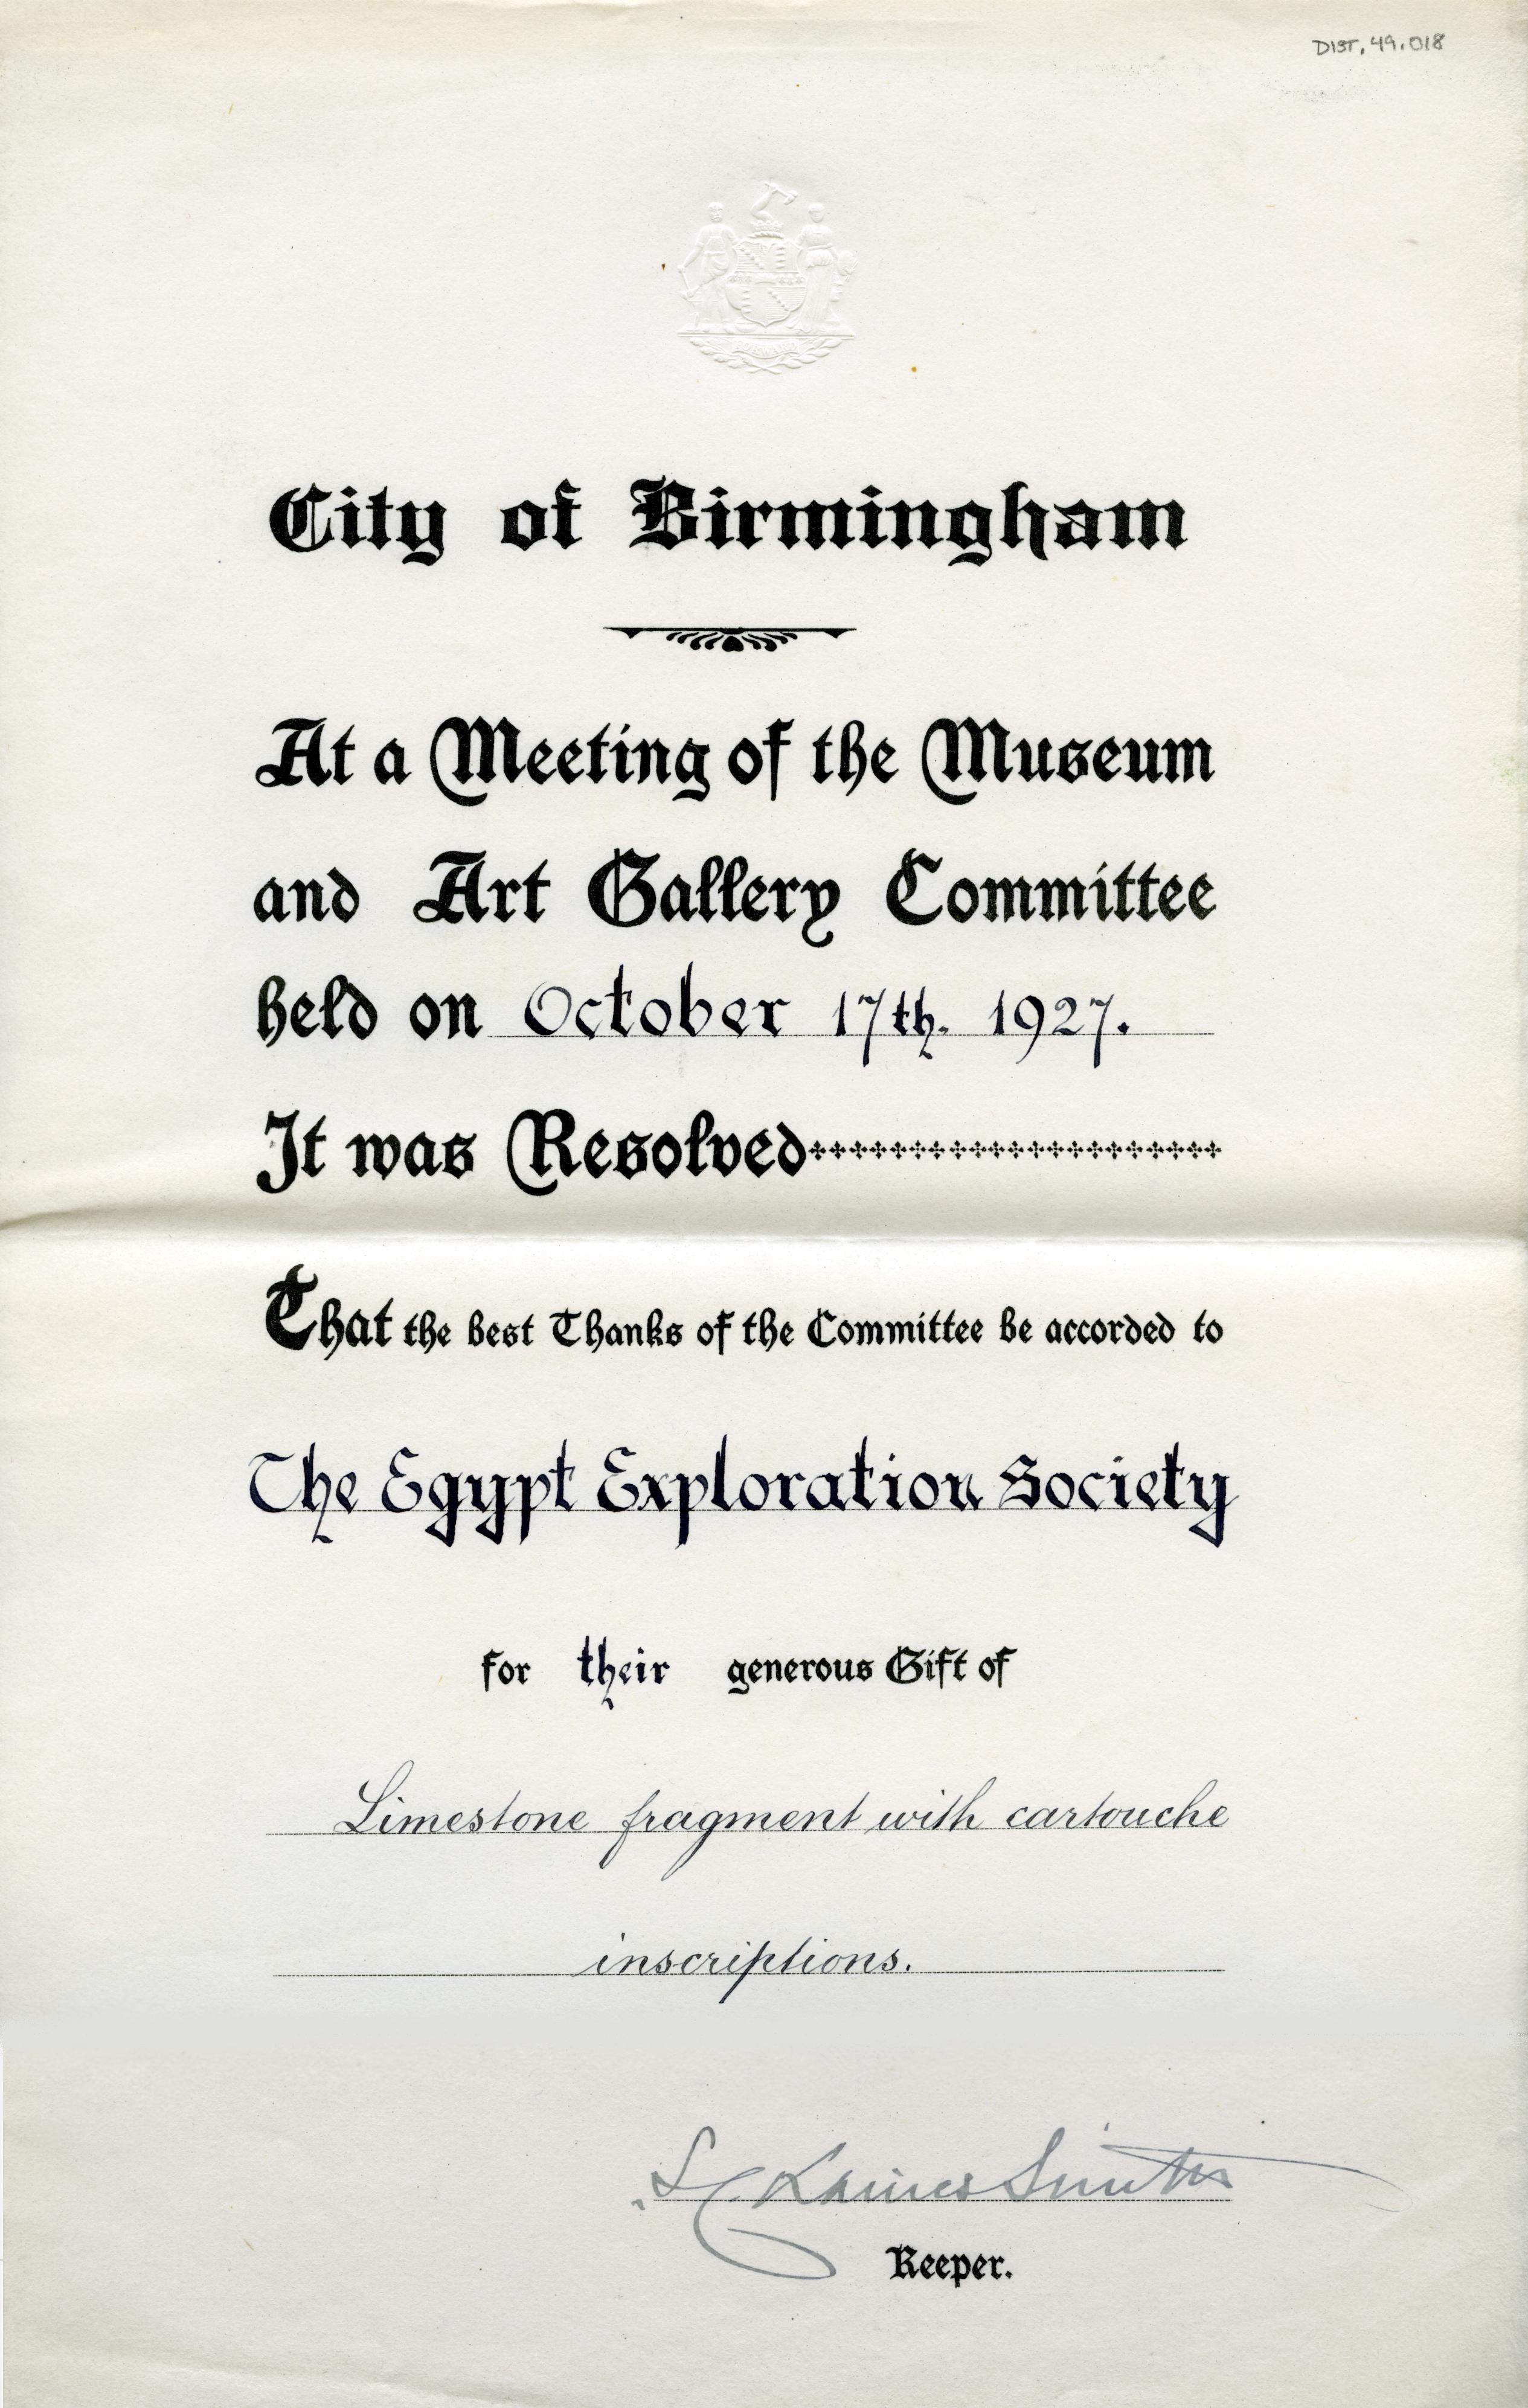 DIST.49.018
City of Birmingham
At a Meeting of the Museum
and Art Gallery Committee
held on October 17th. 1927.
It was Resolved
That the best Thanks of the Committee be accorded to
The Egypt Exploration Society
for their generous Gift of
Limestone fragment with cartouche
inscriptions.
S C Kaines Smith
Keeper.